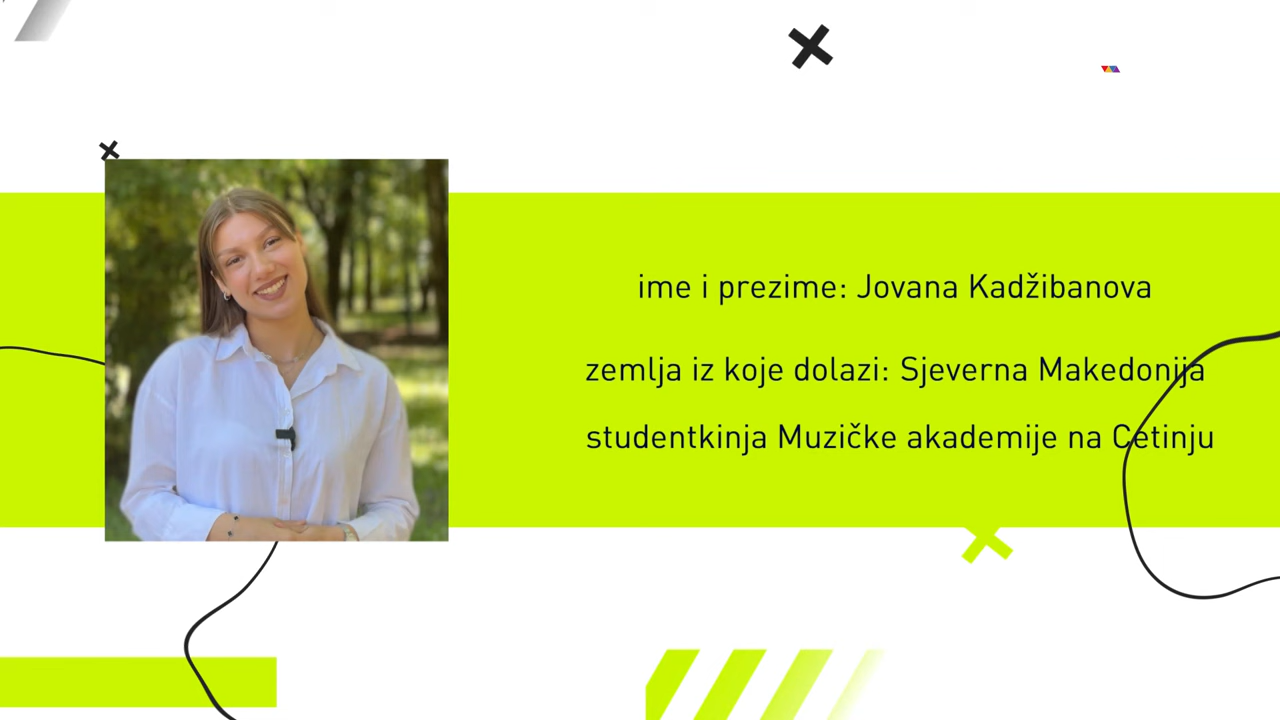 ime i prezime: Jovana Kadžibanova
zemlja iz koje dolazi: Sjeverna Makedonija
studentkinja Muzičke akademije na Cetinju